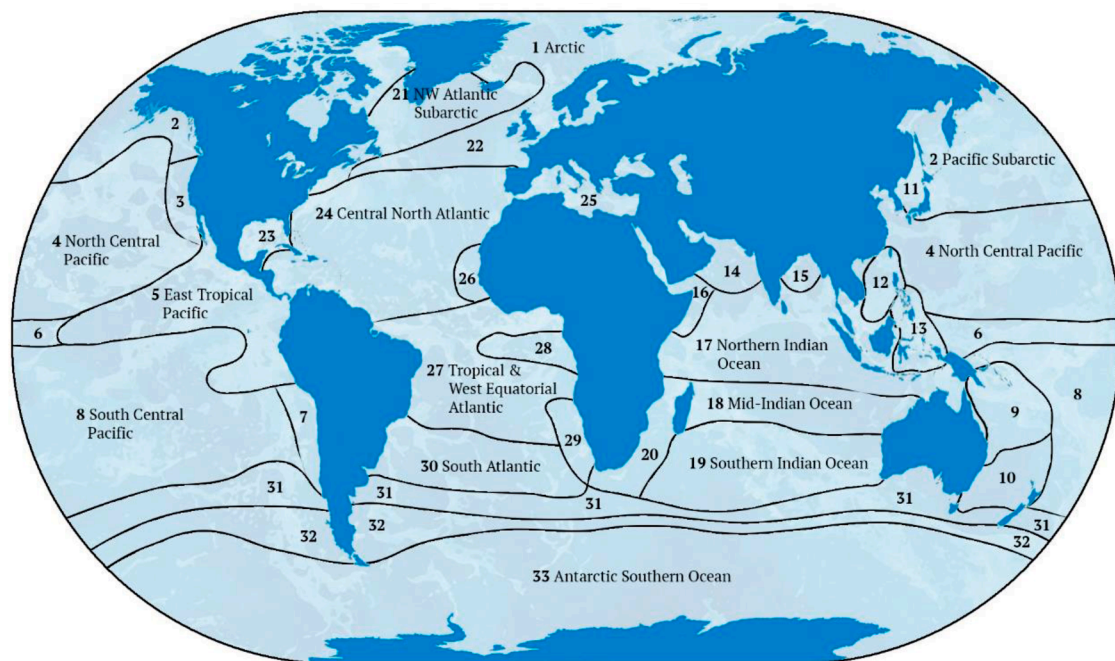 1 Arctic
21 NW Atlantic
Subarctic
2
22
2 Pacific Subarctic
11
3
25
24 Central North Atlantic
23
4 North Central
Pacific
4 North Central
Pacific
26
14
15
12
16
5 East Tropical
Pacific
6
13
6
28
17 Northern Indian
Ocean
27 Tropical &
West Equatorial
Atlantic
8
8 South Central
Pacific
7
18 Mid-Indian Ocean
9
29
20
30 South Atlantic
19 Southern Indian Ocean
10
31
31
31
31
31
32
32
32
33 Antarctic Southern Ocean